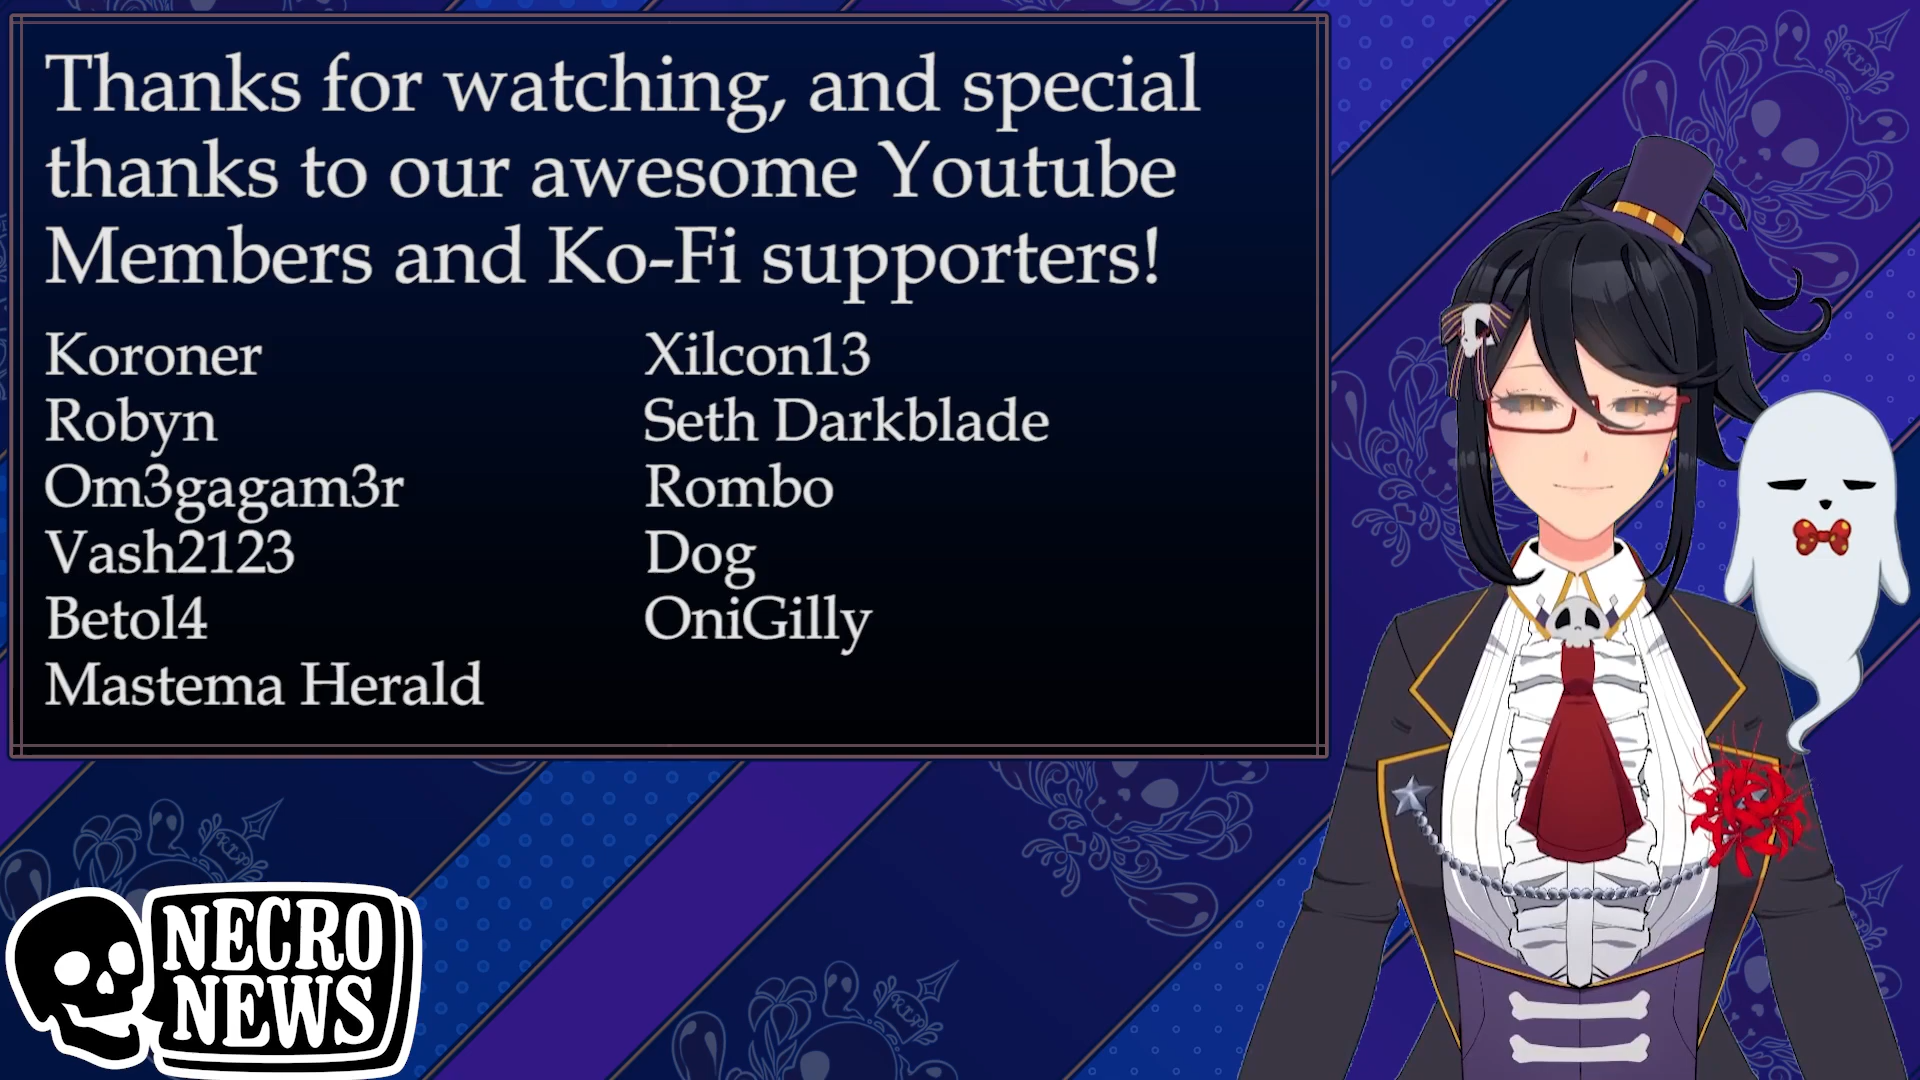 Thanks for watching, and special
thanks to our awesome Youtube
Members and Ko-Fi supporters!
Koroner
Robyn
Om3gagam3r
Vash2123
Betol4
Mastema Herald
Xilcon13
Seth Darkblade
Rombo
Dog
OniGilly
NECRO
NEWS